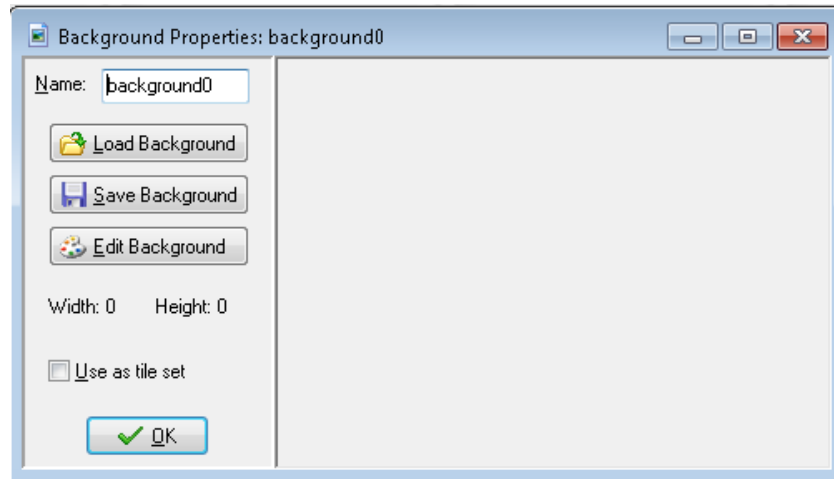 Background Properties: background0
Name: background0
Load Background
Save Background
Edit Background
Width: 0 Height: 0
Use as tile set
OK